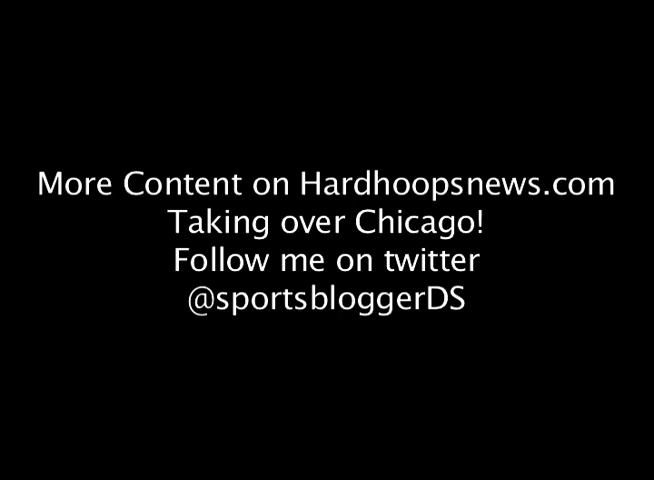 More Content on Hardhoopsnews.com
Taking over Chicago!
Follow me on twitter
@sportsbloggerDS